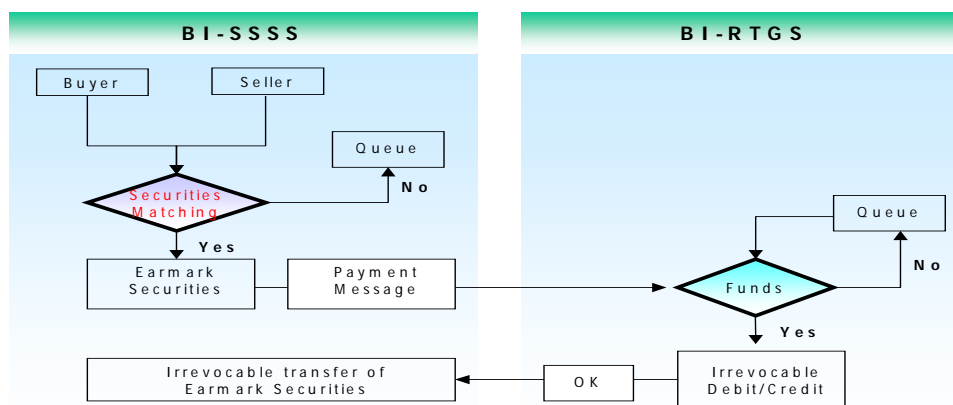 BI-SSSS
BI-RTGS
Buyer
Seller
Queue
No
Securities
Matching
Yes
Earmark
Securities
Payment
Message
Queue
No
Funds
Yes
Irrevocable transfer of
Earmark Securities
OK
Irrevocable
Debit/Credit